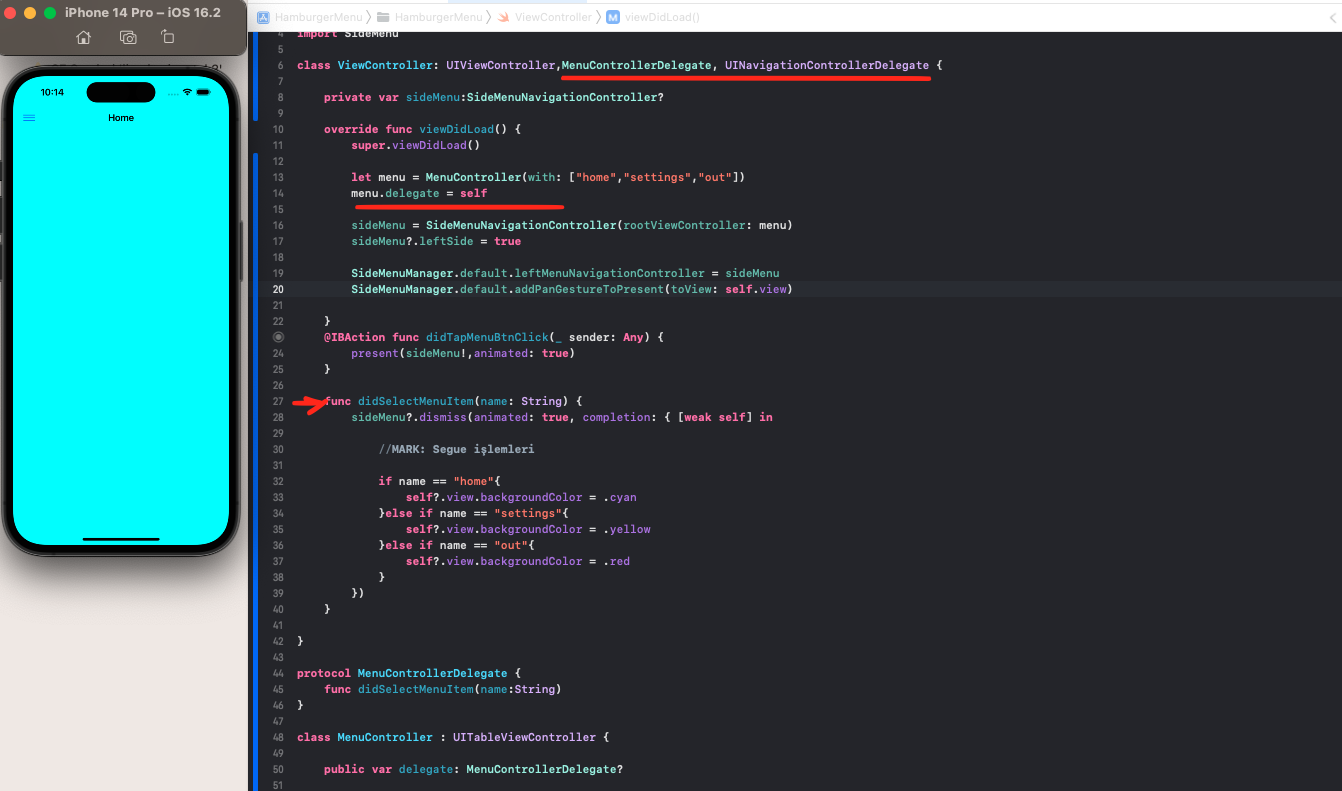 iPhone 14 Pro – iOS 16.2
10:14
Home
HamburgerMenu
HamburgerMenu
ViewController
M viewDidLoad()
4 import SideMenu
5
6 class ViewController: UIViewController,MenuControllerDelegate, UINavigationControllerDelegate {
7
8 private var sideMenu:SideMenuNavigationController?
9
10 override func viewDidLoad() {
11 super.viewDidLoad()
12
13 let menu = MenuController(with: ["home","settings","out"])
14 menu.delegate = self
15
16 sideMenu = SideMenuNavigationController(rootViewController: menu)
17 sideMenu?.leftSide = true
18
19 SideMenuManager.default.leftMenuNavigationController = sideMenu
20 SideMenuManager.default.addPanGestureToPresent(toView: self.view)
21
22 }
@IBAction func didTapMenuBtnClick(_ sender: Any) {
24 present(sideMenu!,animated: true)
25 }
26
27 func didSelectMenuItem(name: String) {
28 sideMenu?.dismiss(animated: true, completion: { [weak self] in
29
30 //MARK: Segue işlemleri
31
32 if name == "home"{
33 self?.view.backgroundColor = .cyan
34 }else if name == "settings"{
35 self?.view.backgroundColor = .yellow
36 }else if name == "out"{
37 self?.view.backgroundColor = .red
38 }
39 })
40 }
41
42 }
43
44 protocol MenuControllerDelegate {
45 func didSelectMenuItem(name:String)
46 }
47
48 class MenuController : UITableViewController {
49
50 public var delegate: MenuControllerDelegate?
51